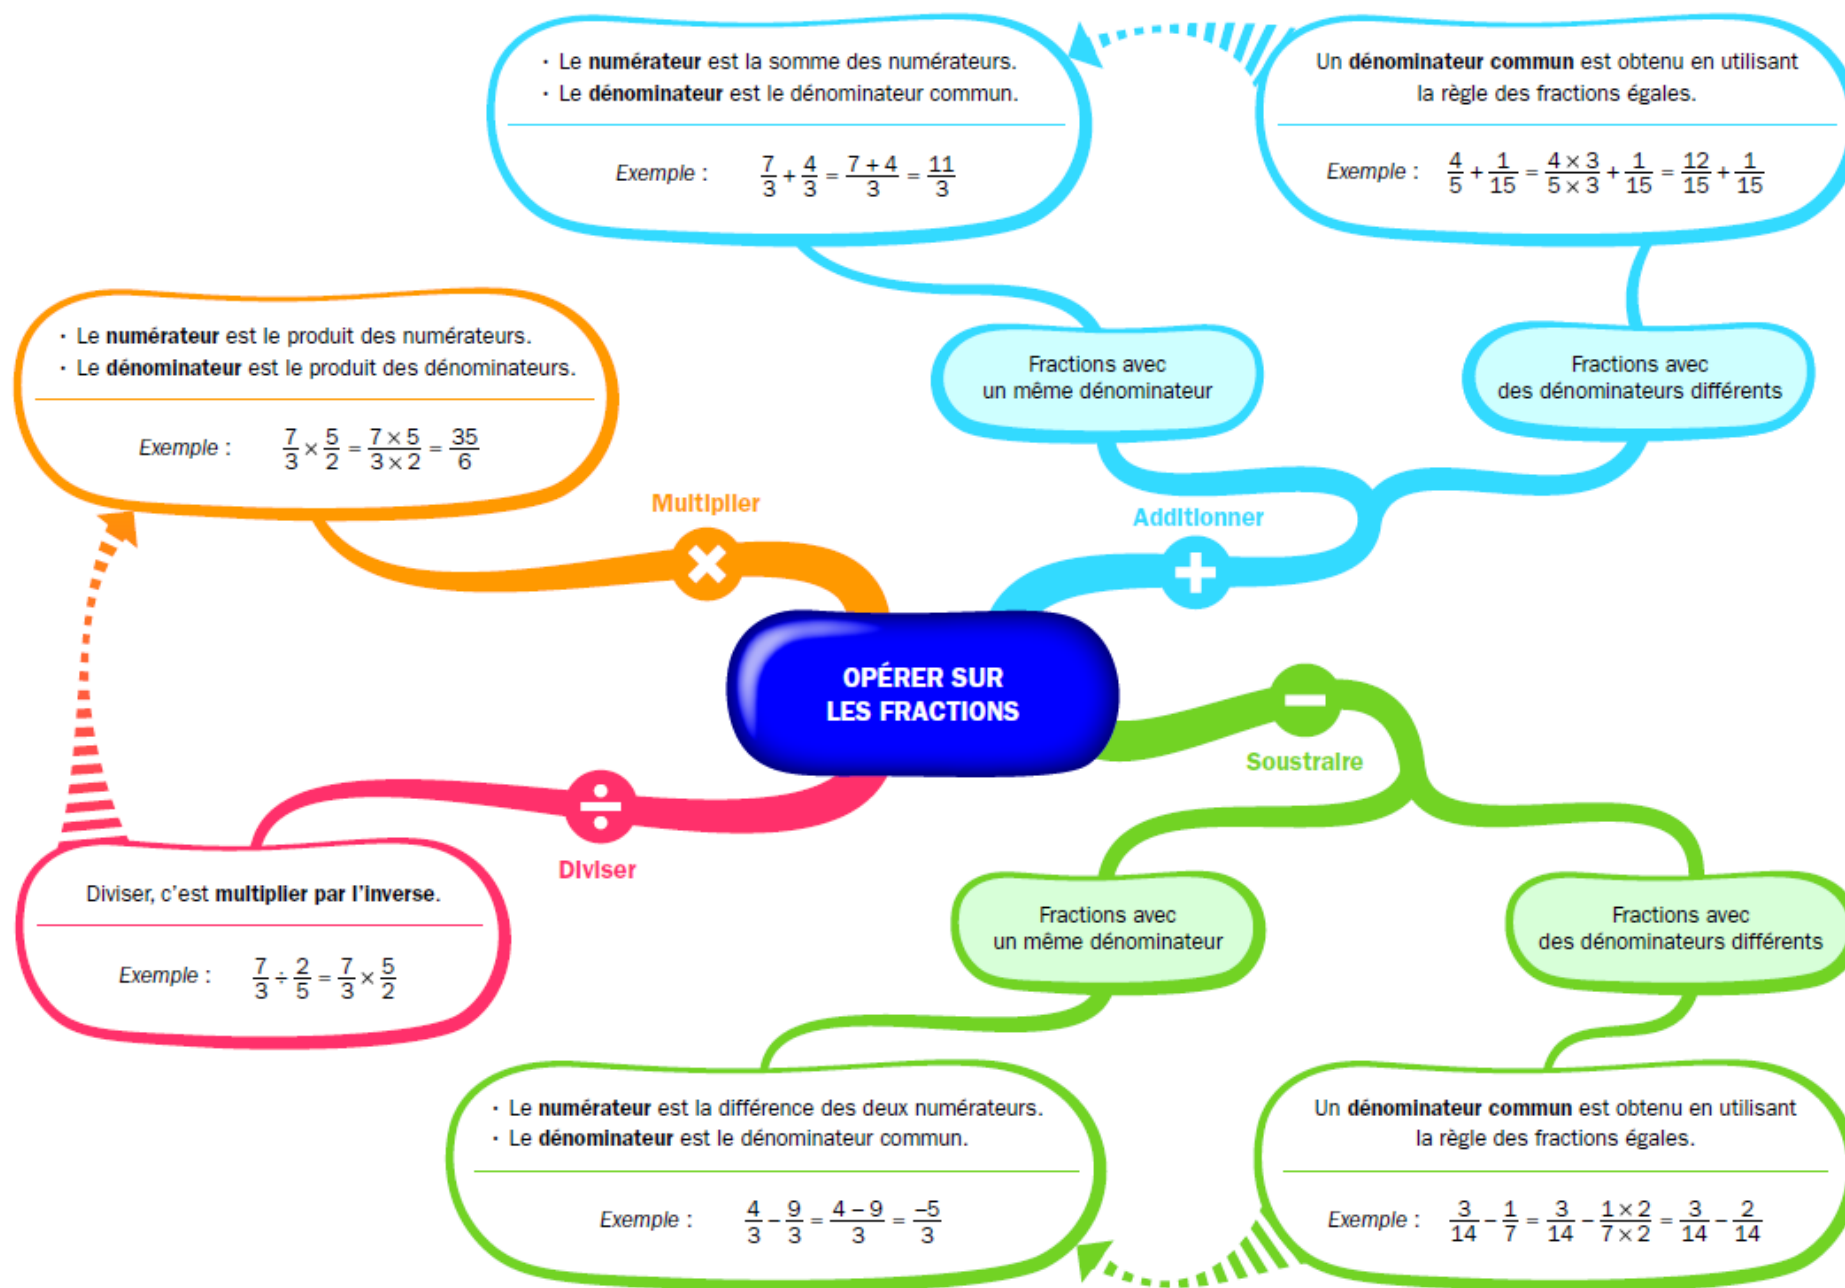 · Le numérateur est la somme des numérateurs.
· Le dénominateur est le dénominateur commun.
Exemple : 7/3 + 4/3 = (7 + 4)/3 = 11/3
Un dénominateur commun est obtenu en utilisant
la règle des fractions égales.
Exemple : 4/5 + 1/15 = (4 × 3)/(5 × 3) + 1/15 = 12/15 + 1/15
· Le numérateur est le produit des numérateurs.
· Le dénominateur est le produit des dénominateurs.
Exemple : 7/3 × 5/2 = (7 × 5)/(3 × 2) = 35/6
Fractions avec
un même dénominateur
Fractions avec
des dénominateurs différents
Multiplier
×
Additionner
+
OPÉRER SUR
LES FRACTIONS
−
Soustraire
÷
Diviser
Diviser, c'est multiplier par l'inverse.
Exemple : 7/3 ÷ 2/5 = 7/3 × 5/2
Fractions avec
un même dénominateur
Fractions avec
des dénominateurs différents
· Le numérateur est la différence des deux numérateurs.
· Le dénominateur est le dénominateur commun.
Exemple : 4/3 − 9/3 = (4 − 9)/3 = −5/3
Un dénominateur commun est obtenu en utilisant
la règle des fractions égales.
Exemple : 3/14 − 1/7 = 3/14 − (1 × 2)/(7 × 2) = 3/14 − 2/14